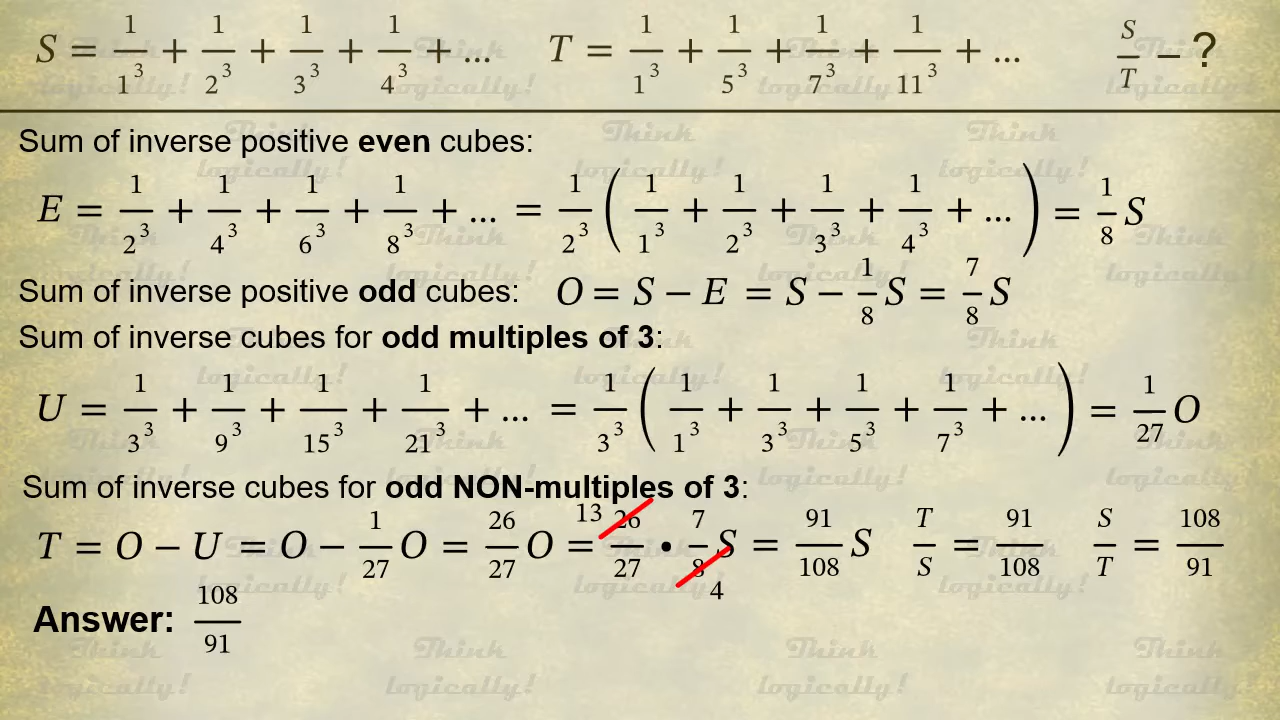 S = 1/1³ + 1/2³ + 1/3³ + 1/4³ + ... T = 1/1³ + 1/5³ + 1/7³ + 1/11³ + ... S/T – ?
Sum of inverse positive even cubes:
E = 1/2³ + 1/4³ + 1/6³ + 1/8³ + ... = 1/2³ ( 1/1³ + 1/2³ + 1/3³ + 1/4³ + ... ) = 1/8 S
Sum of inverse positive odd cubes: O = S – E = S – 1/8 S = 7/8 S
Sum of inverse cubes for odd multiples of 3:
U = 1/3³ + 1/9³ + 1/15³ + 1/21³ + ... = 1/3³ ( 1/1³ + 1/3³ + 1/5³ + 1/7³ + ... ) = 1/27 O
Sum of inverse cubes for odd NON-multiples of 3:
T = O – U = O – 1/27 O = 26/27 O = 13 26/27 • 7/8 4 S = 91/108 S T/S = 91/108 S/T = 108/91
Answer: 108/91
Think logically!